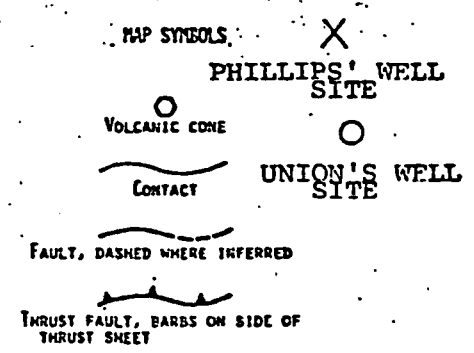 MAP SYMBOLS
X
PHILLIPS' WELL
SITE
VOLCANIC CONE
UNION'S WELL
SITE
CONTACT
FAULT, DASHED WHERE INFERRED
THRUST FAULT, BARBS ON SIDE OF
THRUST SHEET